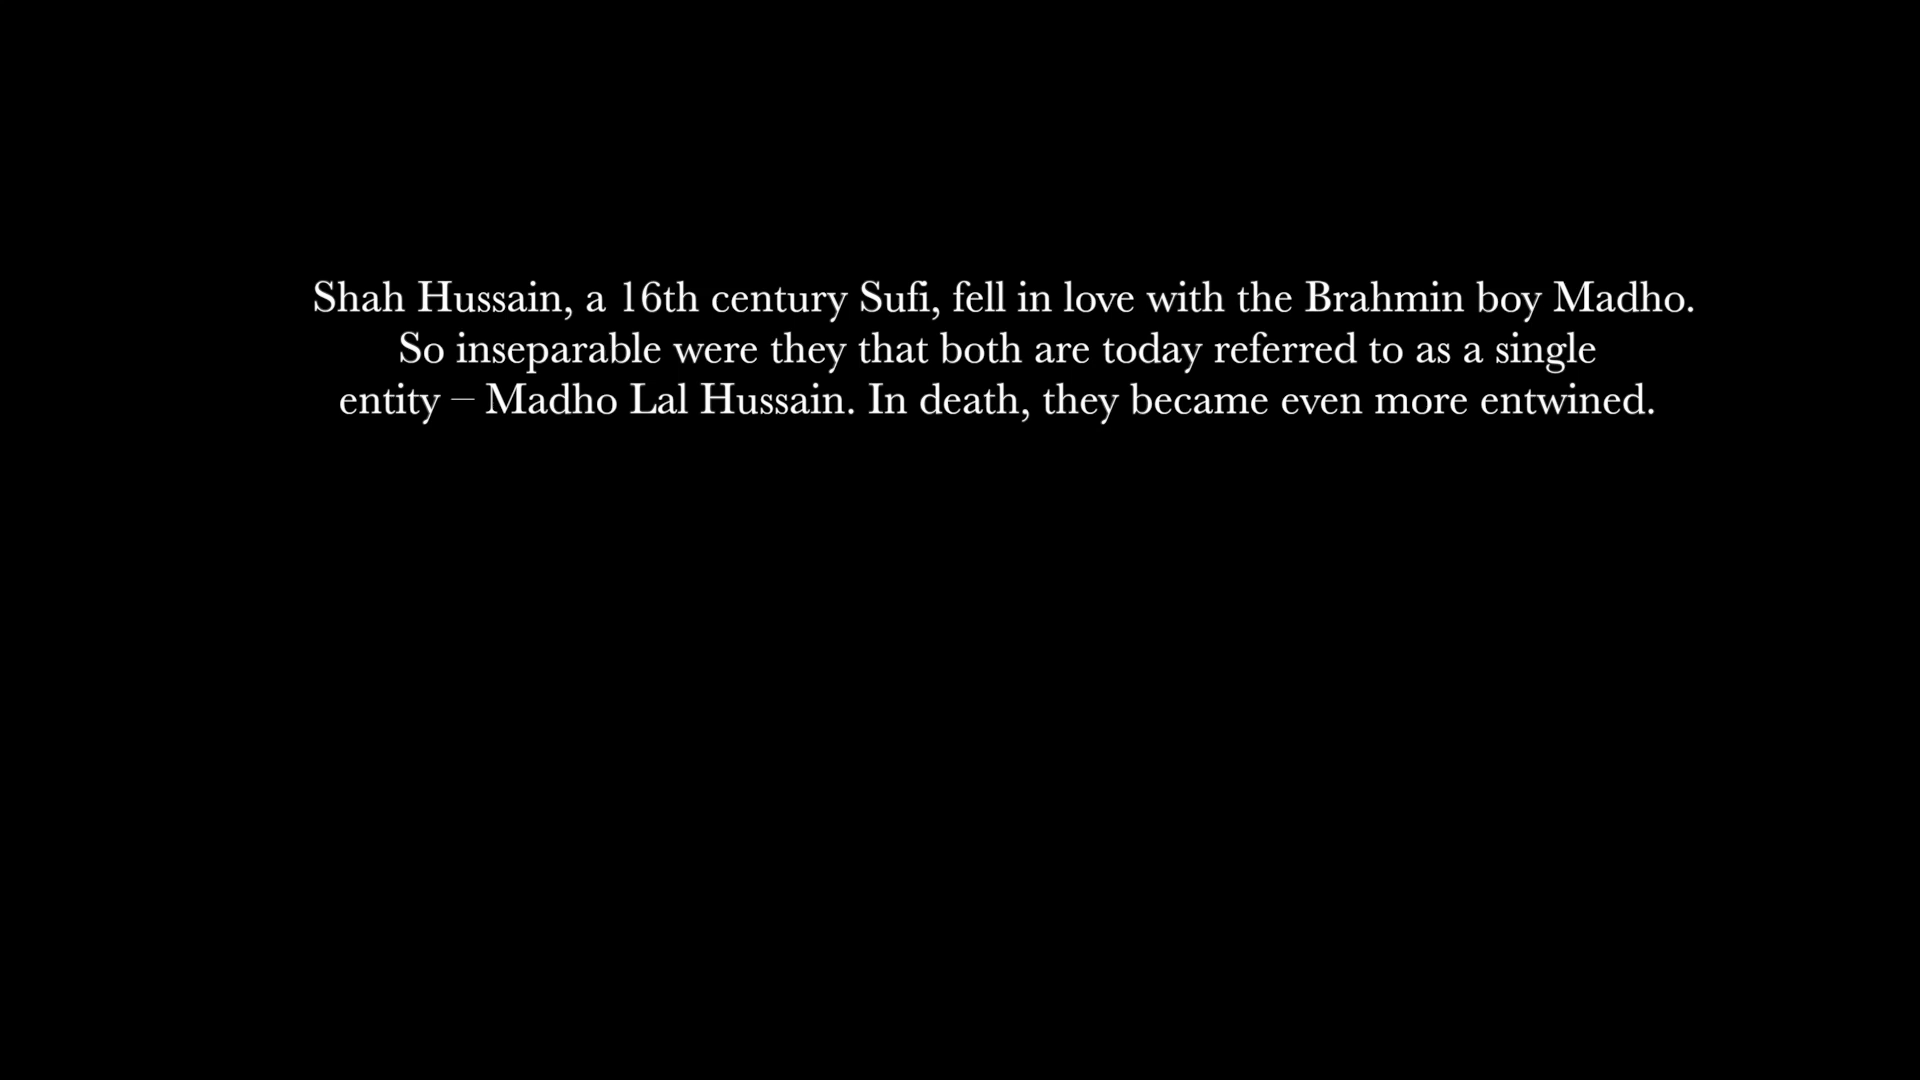 Shah Hussain, a 16th century Sufi, fell in love with the Brahmin boy Madho.
So inseparable were they that both are today referred to as a single
entity – Madho Lal Hussain. In death, they became even more entwined.